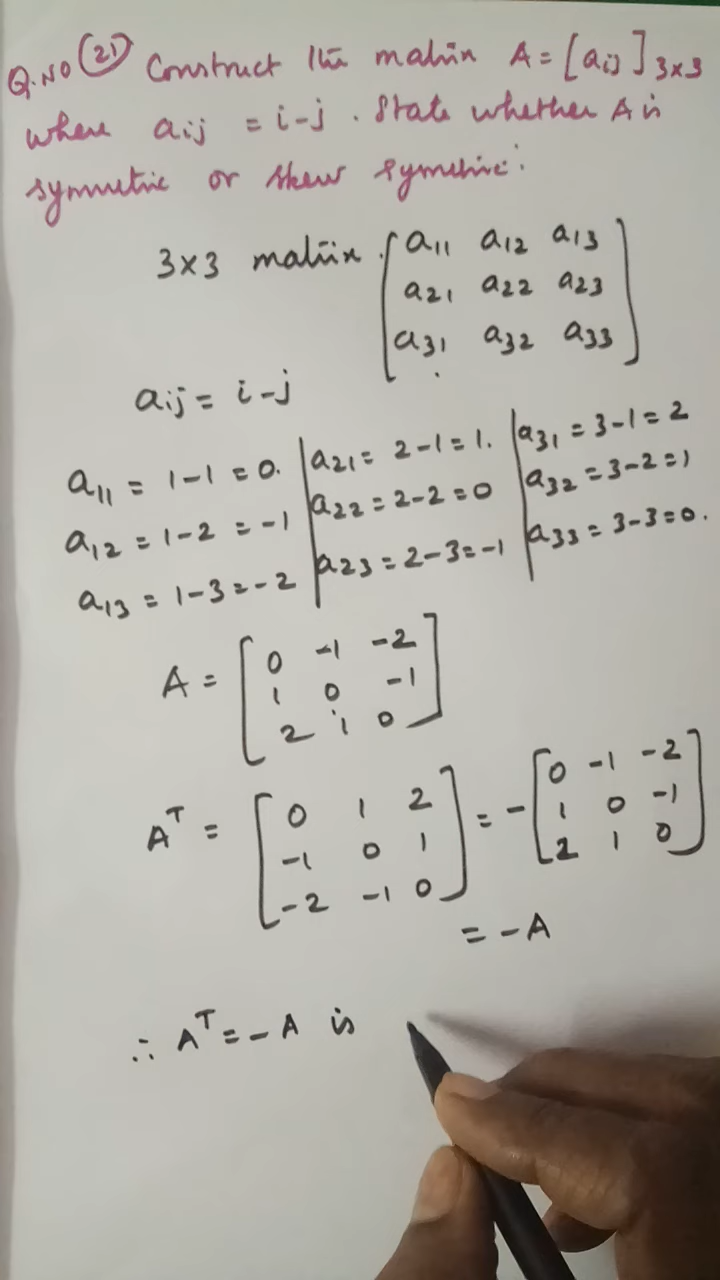 Q.NO (21) Construct the matrix A = [aij]3×3
where aij = i-j. State whether A is
symmetric or skew symetric.
3×3 matrix [a11 a12 a13
a21 a22 a23
a31 a32 a33]
aij = i-j
a11 = 1-1 = 0. | a21 = 2-1 = 1. | a31 = 3-1 = 2
a12 = 1-2 = -1 | a22 = 2-2 = 0 | a32 = 3-2 = 1
a13 = 1-3 = -2 | a23 = 2-3 = -1 | a33 = 3-3 = 0.
A = [0 -1 -2
1 0 -1
2 1 0]
A^T = [0 1 2 = -[0 -1 -2
-1 0 1 1 0 -1
-2 -1 0] 2 1 0]
= -A
∴ A^T = -A is